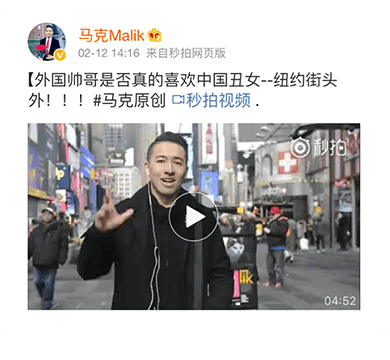 马克Malik
02-12 14:16 来自秒拍网页版
【外国帅哥是否真的喜欢中国丑女--纽约街头
外！！！#马克原创 秒拍视频 .
秒拍
04:52